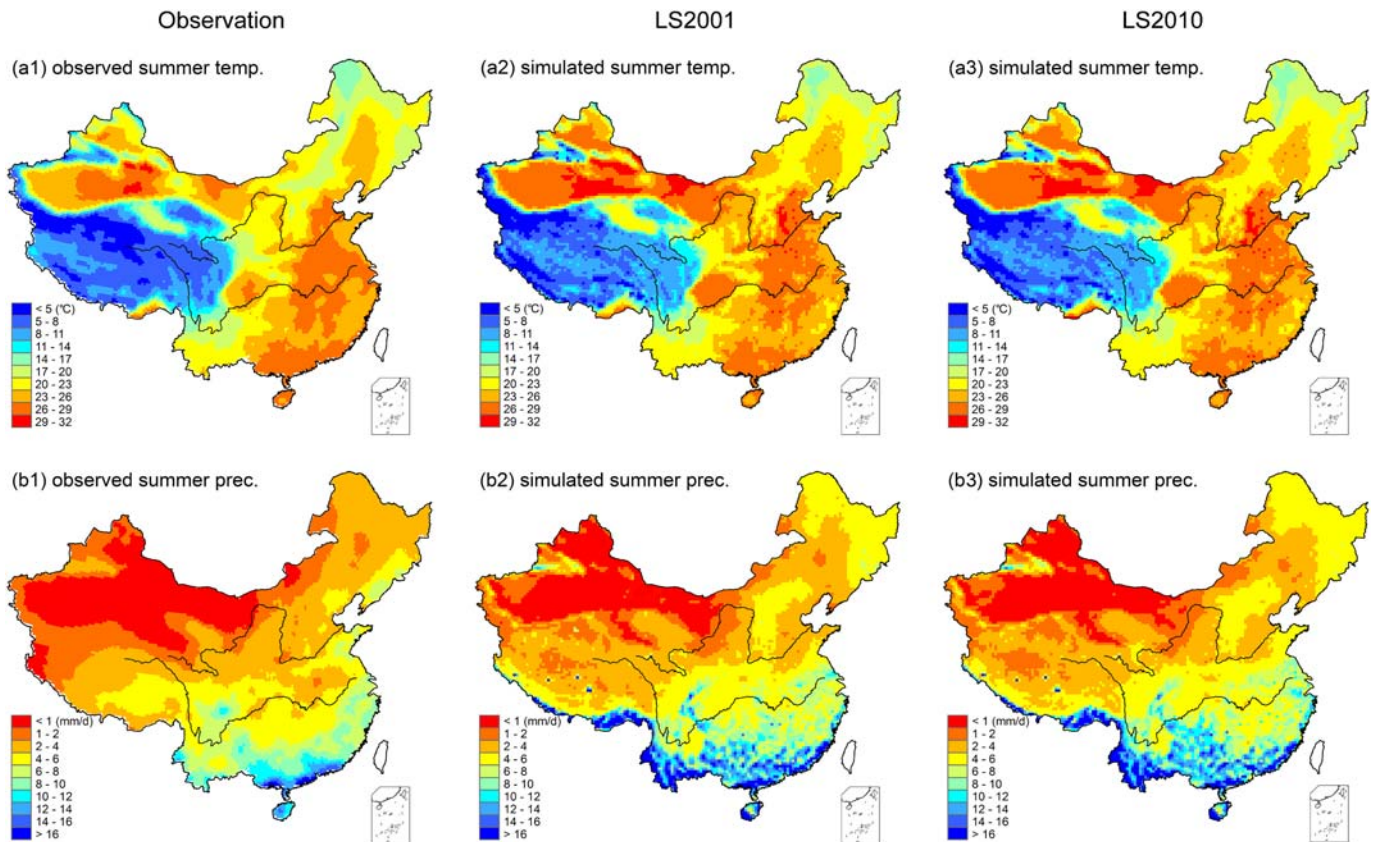 Observation
LS2001
LS2010
(a1) observed summer temp.
(a2) simulated summer temp.
(a3) simulated summer temp.
< 5 (℃)
5 - 8
8 - 11
11 - 14
14 - 17
17 - 20
20 - 23
23 - 26
26 - 29
29 - 32
< 5 (℃)
5 - 8
8 - 11
11 - 14
14 - 17
17 - 20
20 - 23
23 - 26
26 - 29
29 - 32
< 5 (℃)
5 - 8
8 - 11
11 - 14
14 - 17
17 - 20
20 - 23
23 - 26
26 - 29
29 - 32
(b1) observed summer prec.
(b2) simulated summer prec.
(b3) simulated summer prec.
< 1 (mm/d)
1 - 2
2 - 4
4 - 6
6 - 8
8 - 10
10 - 12
12 - 14
14 - 16
> 16
< 1 (mm/d)
1 - 2
2 - 4
4 - 6
6 - 8
8 - 10
10 - 12
12 - 14
14 - 16
> 16
< 1 (mm/d)
1 - 2
2 - 4
4 - 6
6 - 8
8 - 10
10 - 12
12 - 14
14 - 16
> 16